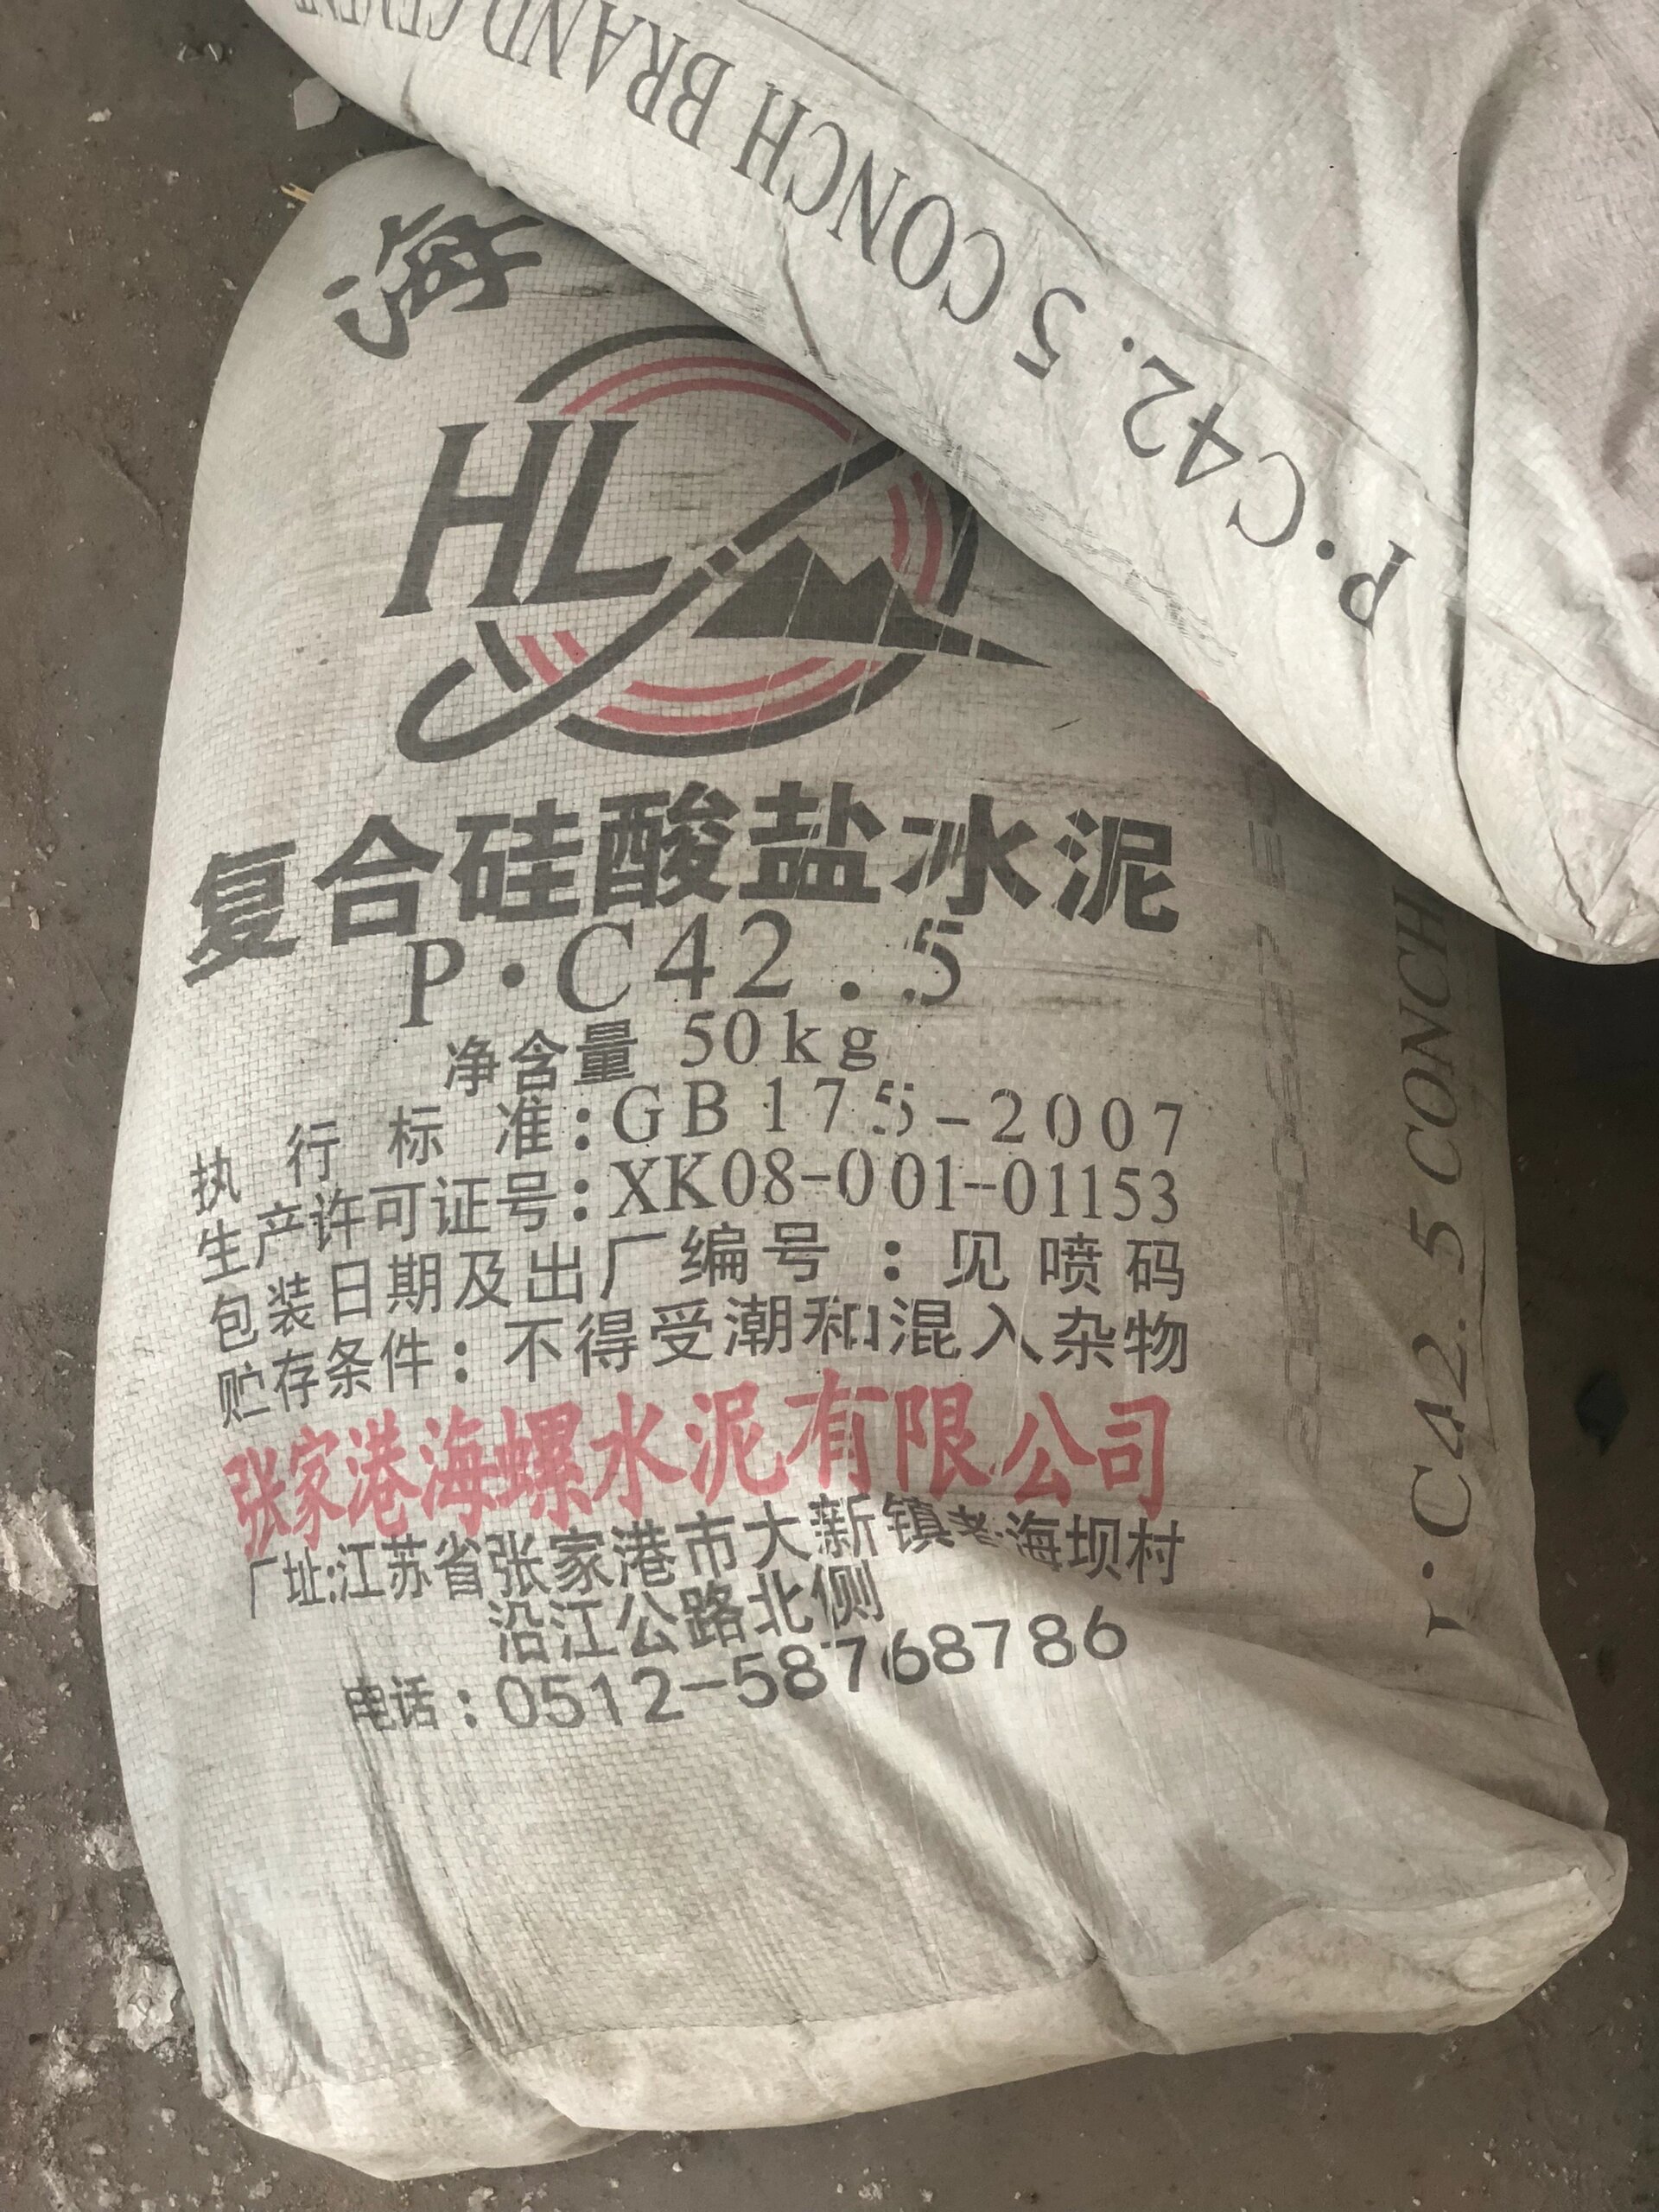 P·C42.5 CONCH BRAND CEMENT
海
HL
复合硅酸盐水泥
P·C42.5
净含量 50kg
执行标准:GB175-2007
生产许可证号:XK08-001-01153
包装日期及出厂编号:见喷码
贮存条件:不得受潮和混入杂物
张家港海螺水泥有限公司
厂址:江苏省张家港市大新镇老海坝村
沿江公路北侧
电话:0512-58768786
·C42.5 CONCH